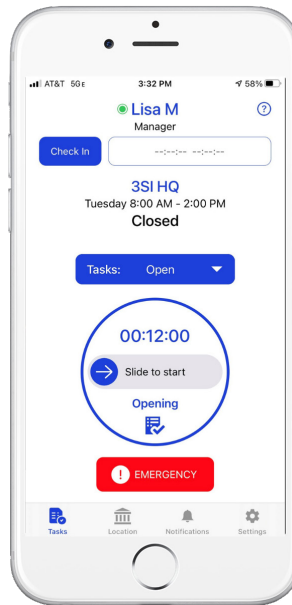 AT&T 5GE 3:32 PM 58%
Lisa M ?
Manager
Check In --:--:-- --:--:--
3SI HQ
Tuesday 8:00 AM - 2:00 PM
Closed
Tasks: Open
00:12:00
Slide to start
Opening
! EMERGENCY
Tasks Location Notifications Settings